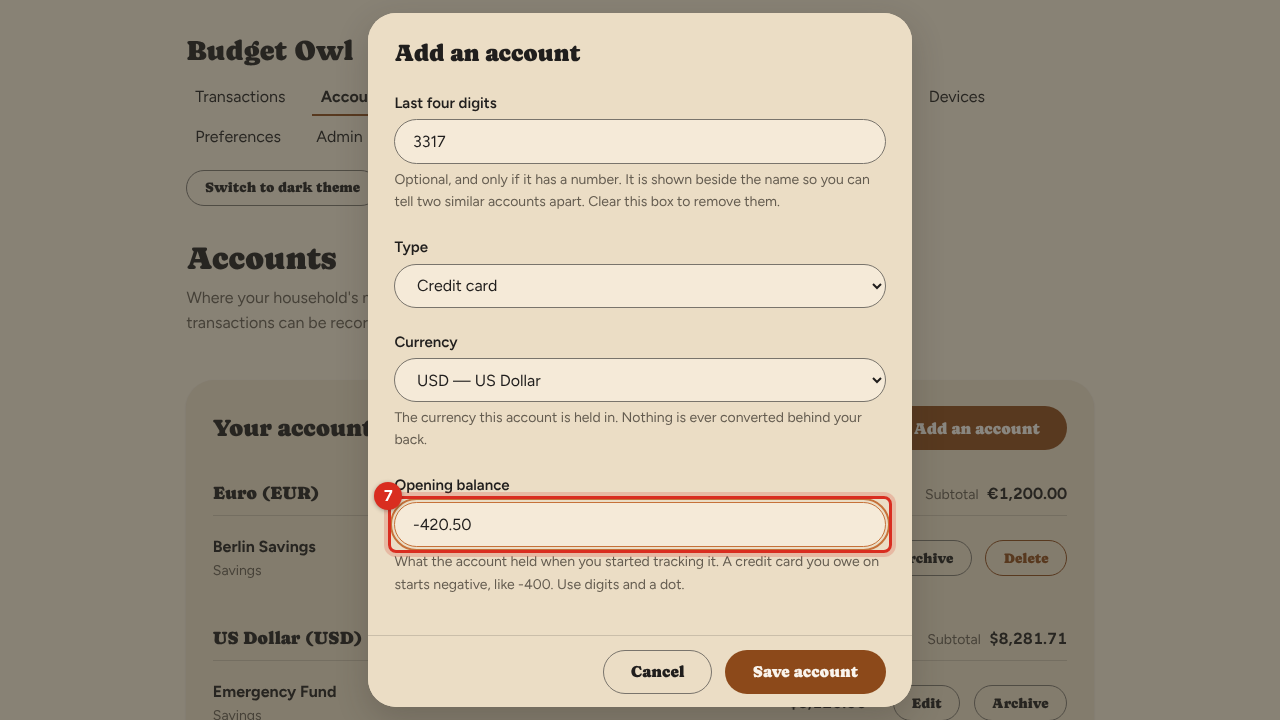 Budget Owl
Transactions
Devices
Preferences
Admin
Switch to dark theme
Accounts
Where your household's
Your account
Add an account
Euro (EUR)
Subtotal €1,200.00
Berlin Savings
Savings
Delete
US Dollar (USD)
Subtotal $8,281.71
Emergency Fund
Savings
Edit
Archive
Add an account
Last four digits
3317
Optional, and only if it has a number. It is shown beside the name so you can
tell two similar accounts apart. Clear this box to remove them.
Type
Credit card
Currency
USD — US Dollar
The currency this account is held in. Nothing is ever converted behind your
back.
Opening balance
7
-420.50
What the account held when you started tracking it. A credit card you owe on
starts negative, like -400. Use digits and a dot.
Cancel
Save account